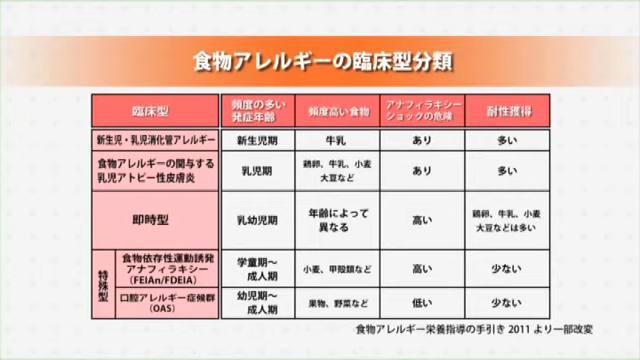 食物アレルギーの臨床型分類
臨床型
頻度の多い
発症年齢
頻度高い食物
アナフィラキシー
ショックの危険
耐性獲得
新生児・乳児消化管アレルギー
新生児期
牛乳
あり
多い
食物アレルギーの関与する
乳児アトピー性皮膚炎
乳児期
鶏卵、牛乳、小麦
大豆など
あり
多い
即時型
乳幼児期
年齢によって
異なる
高い
鶏卵、牛乳、小麦
大豆などは多い
特殊型
食物依存性運動誘発
アナフィラキシー
（FEIAn/FDEIA）
学童期～
成人期
小麦、甲殻類など
高い
少ない
口腔アレルギー症候群
（OAS）
幼児期～
成人期
果物、野菜など
低い
少ない
食物アレルギー栄養指導の手引き 2011 より一部改変